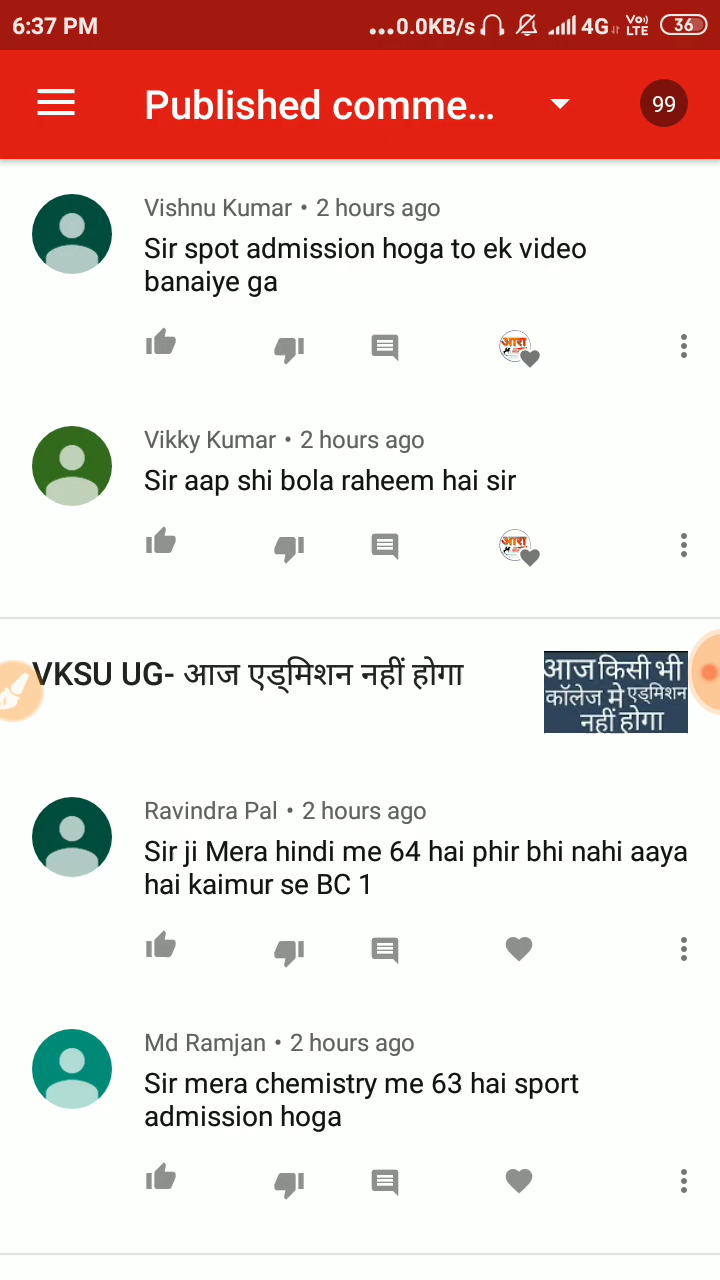 6:37 PM
...0.0KB/s 4G Vo) LTE 36
Published comme... 99
Vishnu Kumar • 2 hours ago
Sir spot admission hoga to ek video
banaiye ga
आरा
Vikky Kumar • 2 hours ago
Sir aap shi bola raheem hai sir
आरा
VKSU UG- आज एड्मिशन नहीं होगा
आज किसी भी
कॉलेज मे एड्मिशन
नहीं होगा
Ravindra Pal • 2 hours ago
Sir ji Mera hindi me 64 hai phir bhi nahi aaya
hai kaimur se BC 1
Md Ramjan • 2 hours ago
Sir mera chemistry me 63 hai sport
admission hoga